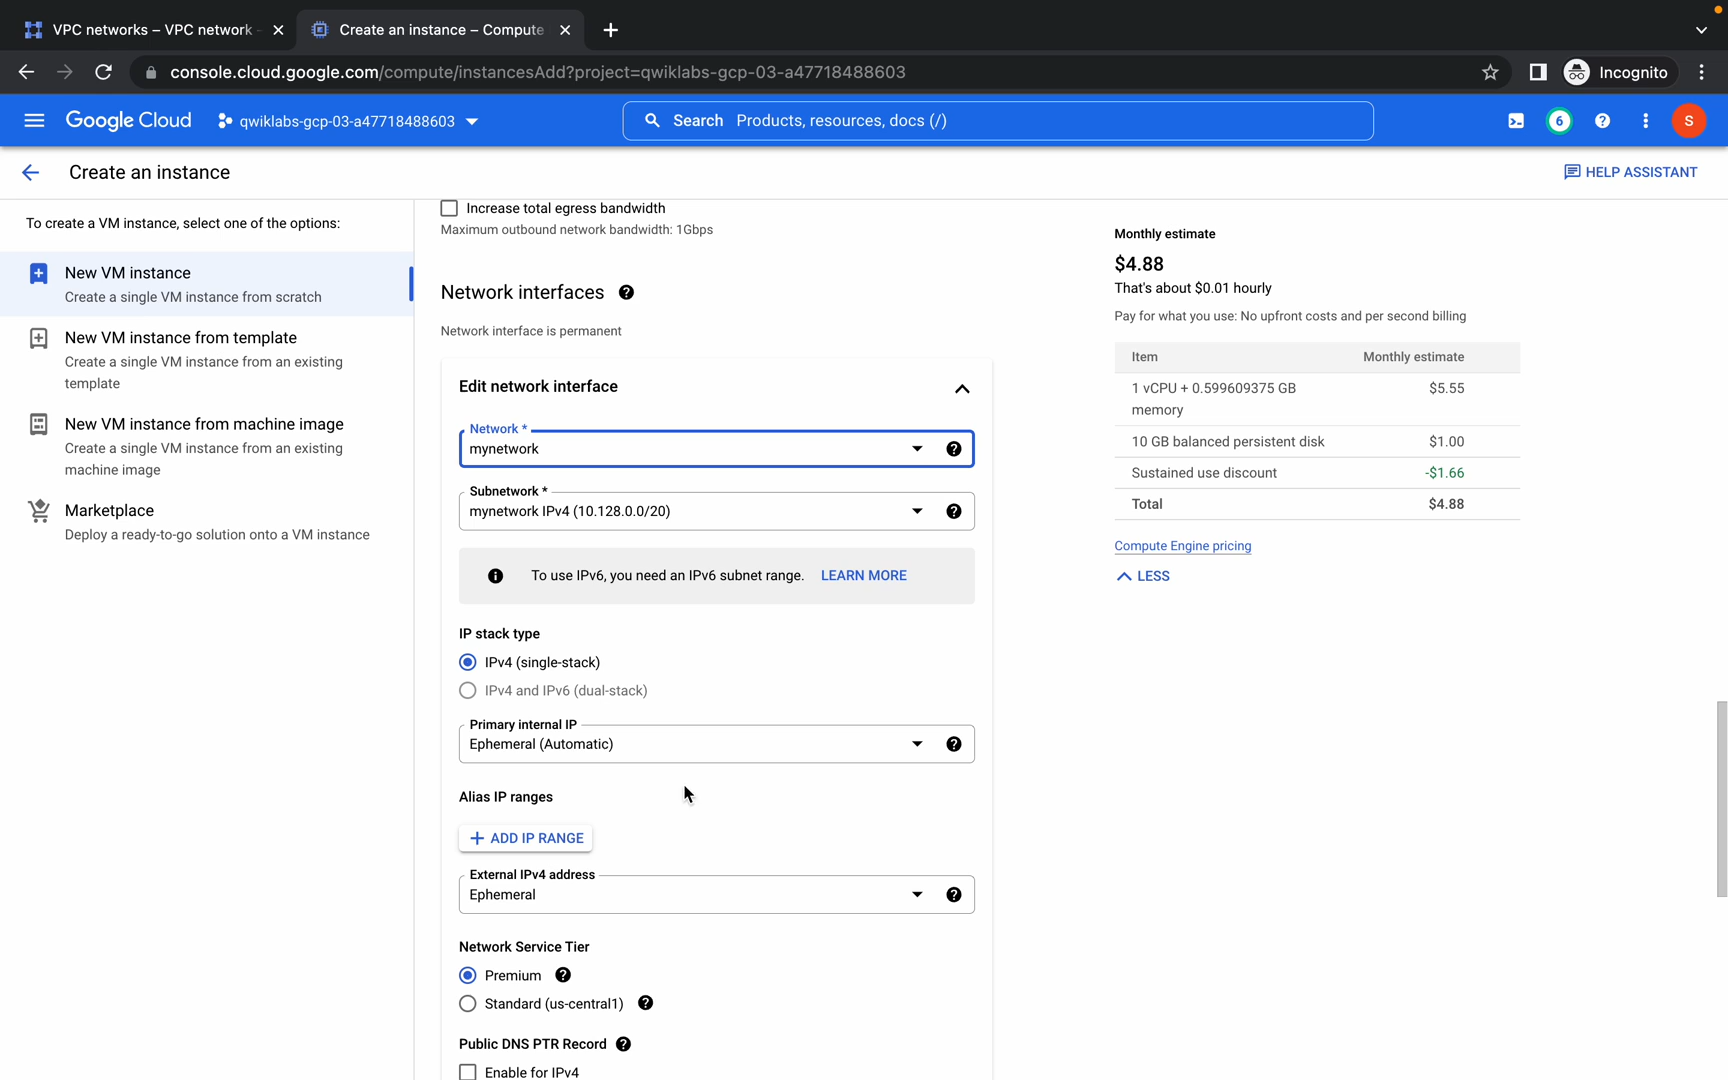 VPC networks – VPC network -
Create an instance – Compute
console.cloud.google.com/compute/instancesAdd?project=qwiklabs-gcp-03-a47718488603
Incognito
Google Cloud
qwiklabs-gcp-03-a47718488603
Search Products, resources, docs (/)
6
S
Create an instance
HELP ASSISTANT
To create a VM instance, select one of the options:
New VM instance
Create a single VM instance from scratch
New VM instance from template
Create a single VM instance from an existing
template
New VM instance from machine image
Create a single VM instance from an existing
machine image
Marketplace
Deploy a ready-to-go solution onto a VM instance
Increase total egress bandwidth
Maximum outbound network bandwidth: 1Gbps
Network interfaces
Network interface is permanent
Edit network interface
Network *
mynetwork
Subnetwork *
mynetwork IPv4 (10.128.0.0/20)
To use IPv6, you need an IPv6 subnet range. LEARN MORE
IP stack type
IPv4 (single-stack)
IPv4 and IPv6 (dual-stack)
Primary internal IP
Ephemeral (Automatic)
Alias IP ranges
+ ADD IP RANGE
External IPv4 address
Ephemeral
Network Service Tier
Premium
Standard (us-central1)
Public DNS PTR Record
Enable for IPv4
Monthly estimate
$4.88
That's about $0.01 hourly
Pay for what you use: No upfront costs and per second billing
Item Monthly estimate
1 vCPU + 0.599609375 GB $5.55
memory
10 GB balanced persistent disk $1.00
Sustained use discount -$1.66
Total $4.88
Compute Engine pricing
LESS